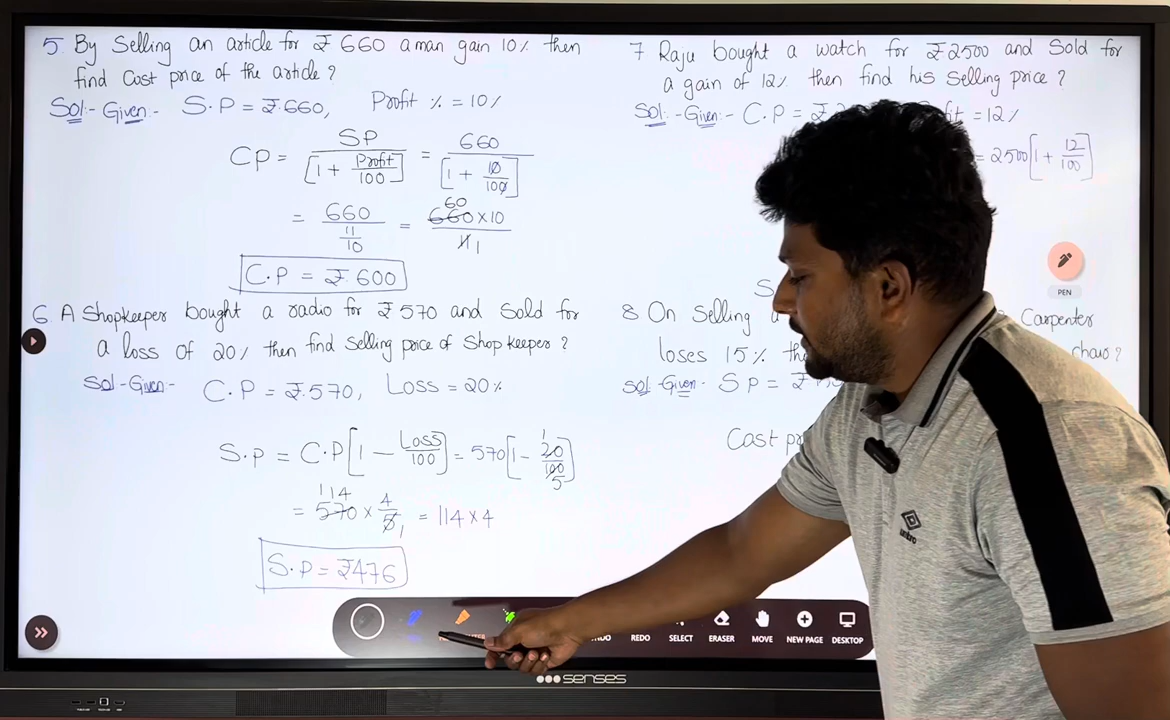 5. By Selling an article for ₹ 660 a man gain 10% then
find Cost price of the article ?
Sol:- Given:- S.P = ₹.660, Profit % = 10%
CP = SP / [1 + Profit/100] = 660 / [1 + 10/100]
= 660 / 11/10 = 660 × 10 / 11 60 1
C.P = ₹.600
6 A Shopkeeper bought a radio for ₹ 570 and Sold for
a loss of 20% then find Selling price of Shop keeper ?
Sol:- Given:- C.P = ₹.570, Loss = 20%
S.P = C.P [1 - Loss/100] = 570 [1 - 20/100] 1 5
= 570 × 4/5 = 114 × 4 114 1
S.P = ₹476
7 Raju bought a watch for ₹2500 and Sold for
a gain of 12% then find his Selling price ?
Sol:- Given:- C.P = ₹ = 12%
= 2500 [1 + 12/100]
S
8 On Selling a Carpenter
loses 15%
Sol:- Given:- S P = ₹
Cost
PEN
UNDO REDO SELECT ERASER MOVE NEW PAGE DESKTOP
senses
umbro